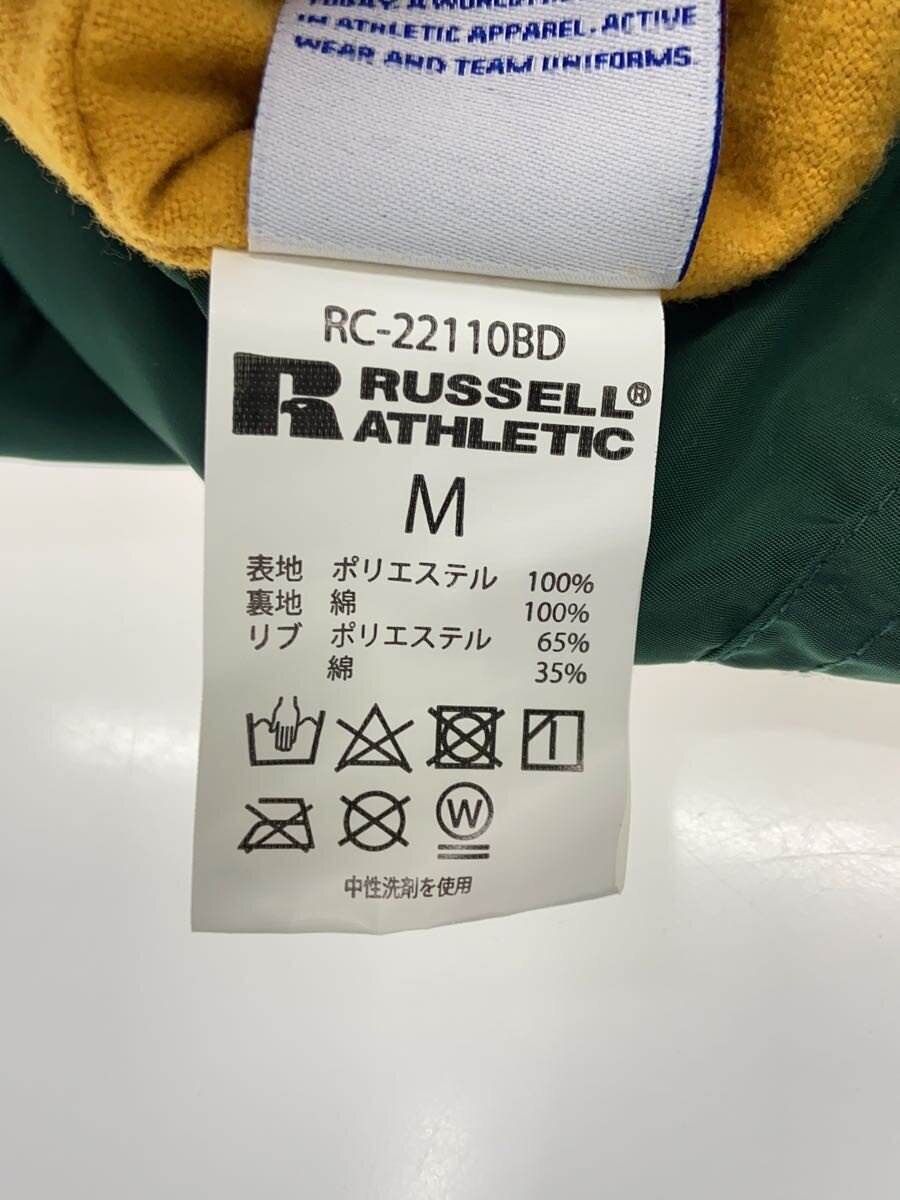 IN ATHLETIC APPAREL, ACTIVE
WEAR AND TEAM UNIFORMS
RC-22110BD
RUSSELL®
ATHLETIC
M
表地 ポリエステル 100%
裏地 綿 100%
リブ ポリエステル 65%
綿 35%
W
中性洗剤を使用